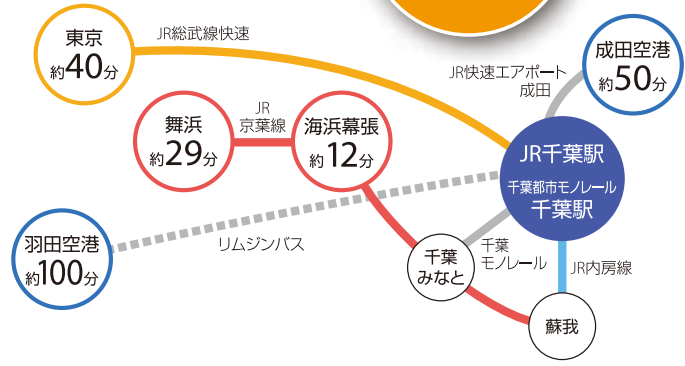 東京
約40分
JR総武線快速
成田空港
約50分
JR快速エアポート
成田
舞浜
約29分
JR
京葉線
海浜幕張
約12分
JR千葉駅
千葉都市モノレール
千葉駅
羽田空港
約100分
リムジンバス
千葉
みなと
千葉
モノレール
JR内房線
蘇我